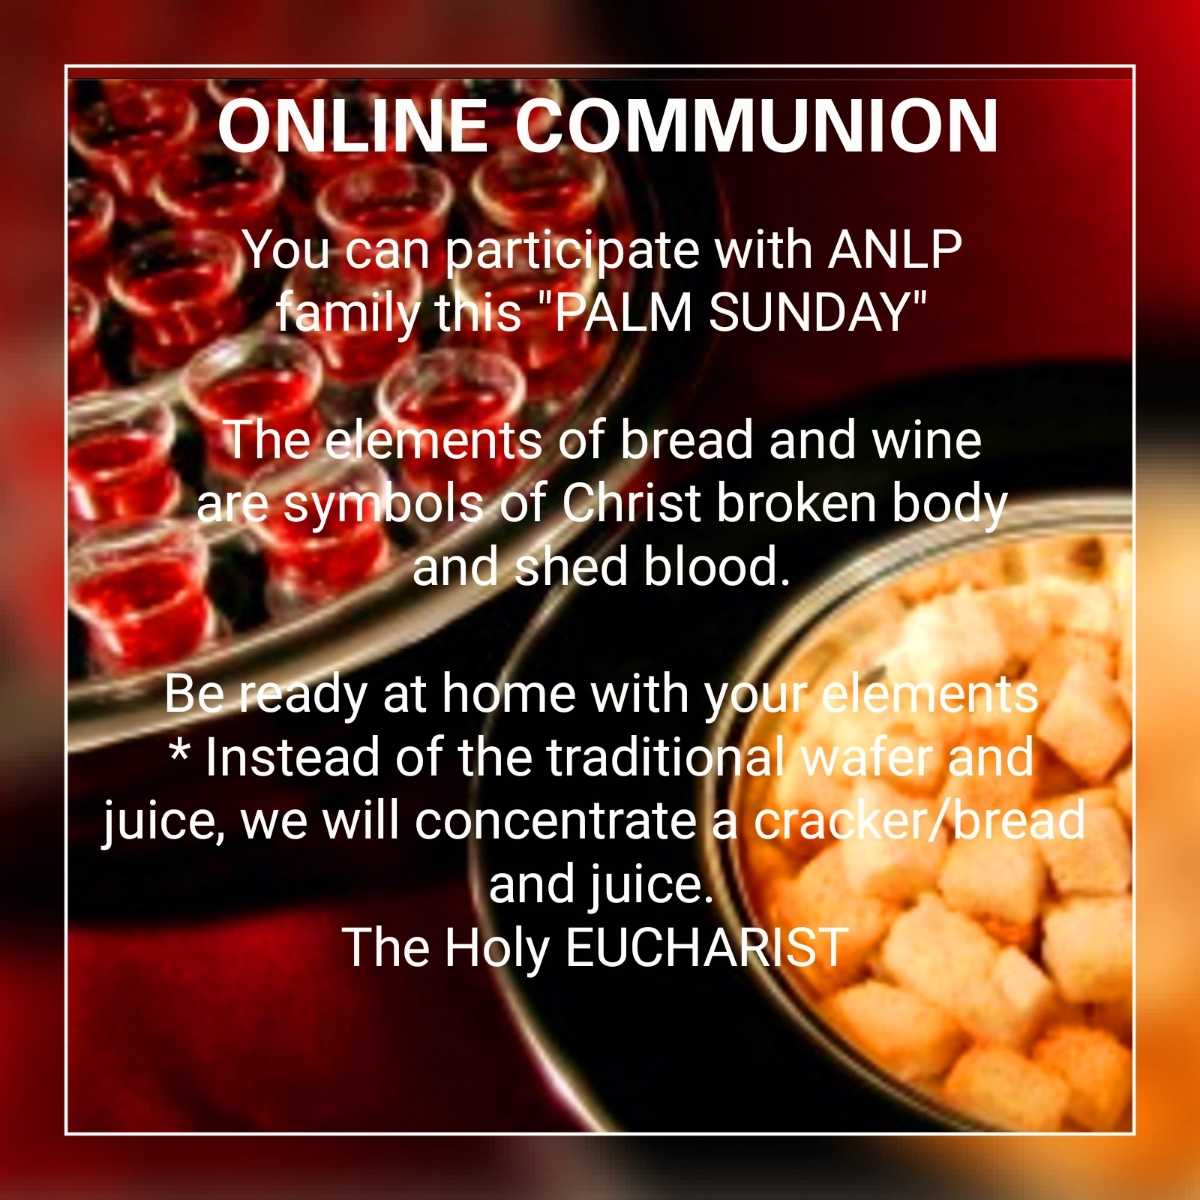 ONLINE COMMUNION
You can participate with ANLP
family this "PALM SUNDAY"
The elements of bread and wine
are symbols of Christ broken body
and shed blood.
Be ready at home with your elements
* Instead of the traditional wafer and
juice, we will concentrate a cracker/bread
and juice.
The Holy EUCHARIST